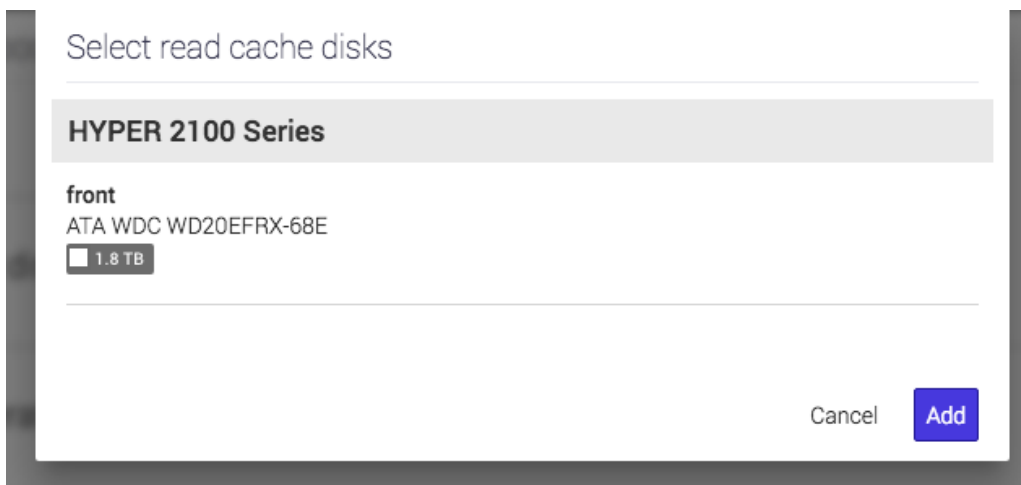 Select read cache disks
HYPER 2100 Series
front
ATA WDC WD20EFRX-68E
1.8 TB
Cancel
Add